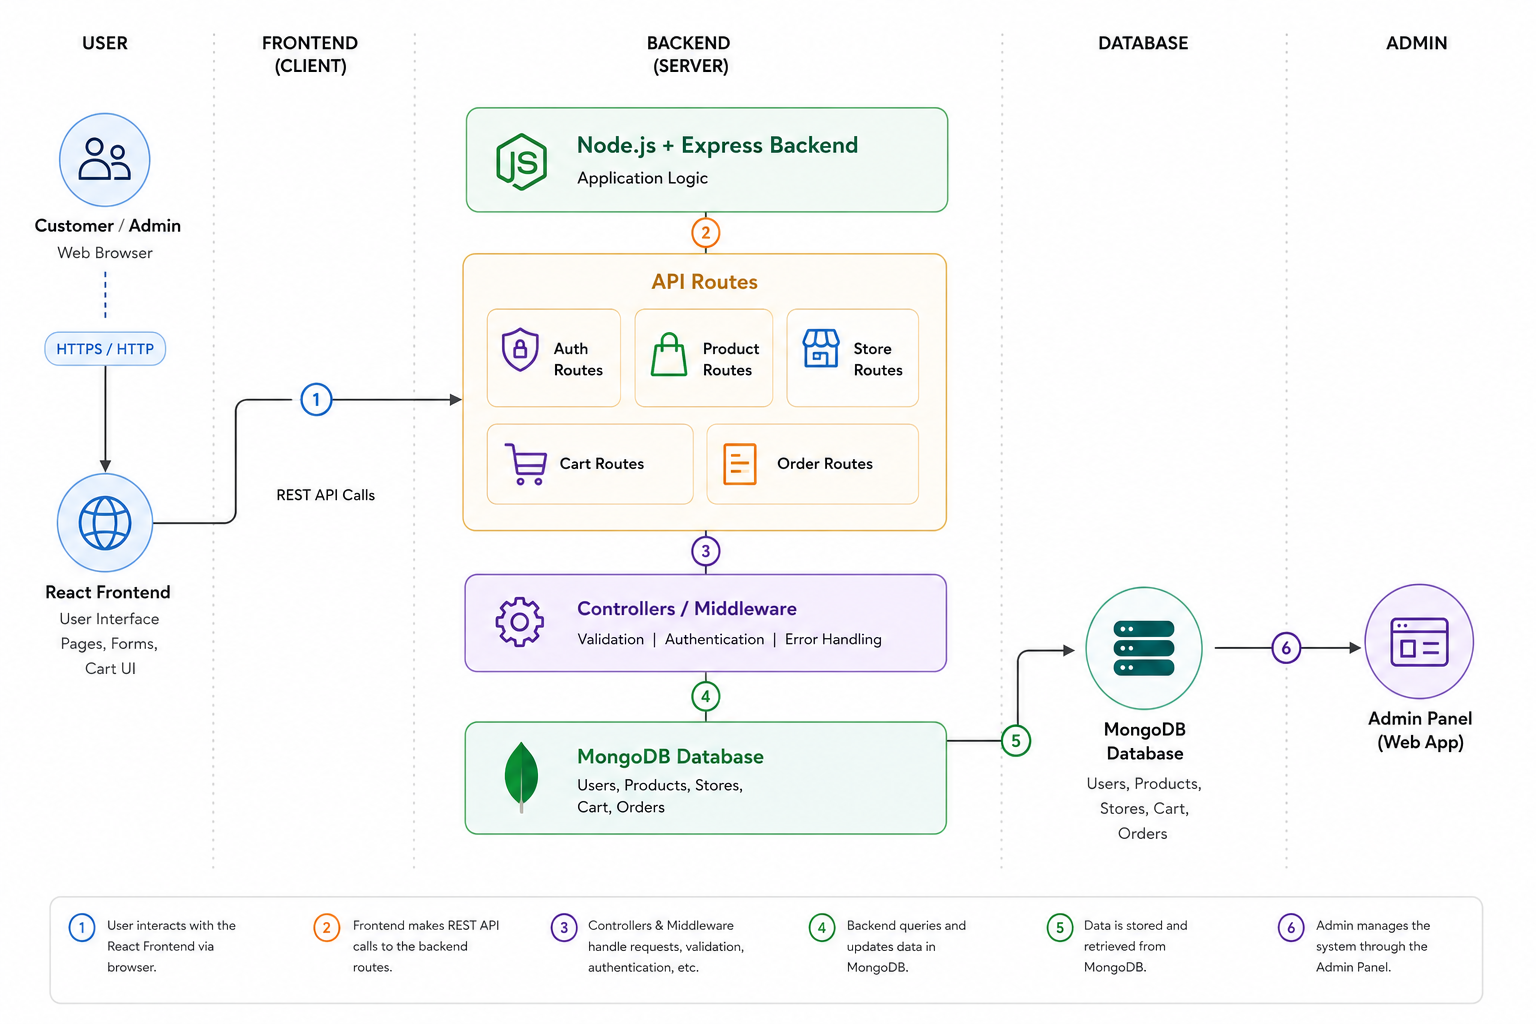 USER
FRONTEND
(CLIENT)
BACKEND
(SERVER)
DATABASE
ADMIN
Customer / Admin
Web Browser
HTTPS / HTTP
React Frontend
User Interface
Pages, Forms,
Cart UI
1
REST API Calls
JS
Node.js + Express Backend
Application Logic
2
API Routes
Auth
Routes
Product
Routes
Store
Routes
Cart Routes
Order Routes
3
Controllers / Middleware
Validation | Authentication | Error Handling
4
MongoDB Database
Users, Products, Stores,
Cart, Orders
5
MongoDB
Database
Users, Products,
Stores, Cart,
Orders
6
Admin Panel
(Web App)
1
User interacts with the
React Frontend via
browser.
2
Frontend makes REST API
calls to the backend
routes.
3
Controllers & Middleware
handle requests, validation,
authentication, etc.
4
Backend queries and
updates data in
MongoDB.
5
Data is stored and
retrieved from
MongoDB.
6
Admin manages the
system through the
Admin Panel.